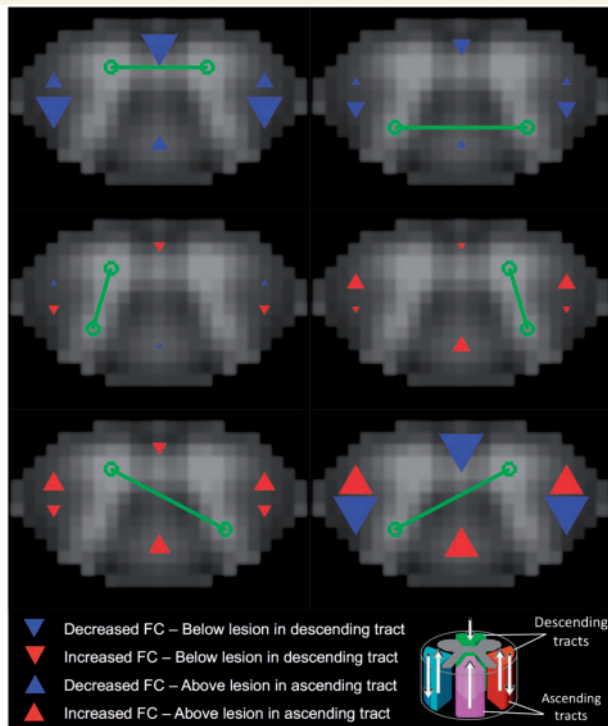 Decreased FC – Below lesion in descending tract
Increased FC – Below lesion in descending tract
Decreased FC – Above lesion in ascending tract
Increased FC – Above lesion in ascending tract
Descending
tracts
Ascending
tracts